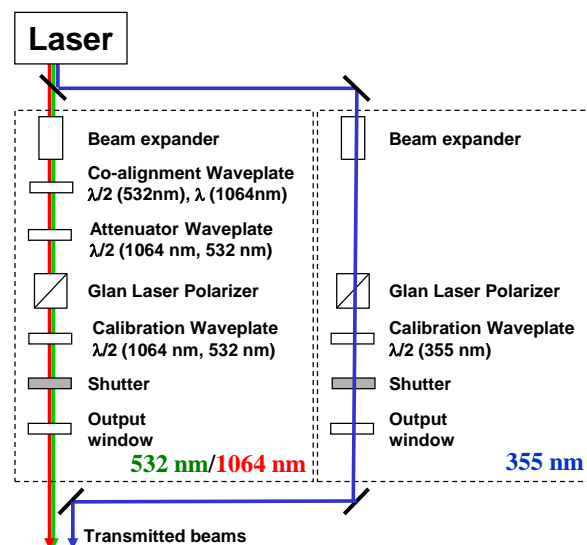 Laser
Beam expander
Co-alignment Waveplate
λ/2 (532nm), λ (1064nm)
Attenuator Waveplate
λ/2 (1064 nm, 532 nm)
Glan Laser Polarizer
Calibration Waveplate
λ/2 (1064 nm, 532 nm)
Shutter
Output
window
532 nm/1064 nm
Beam expander
Glan Laser Polarizer
Calibration Waveplate
λ/2 (355 nm)
Shutter
Output
window
355 nm
Transmitted beams